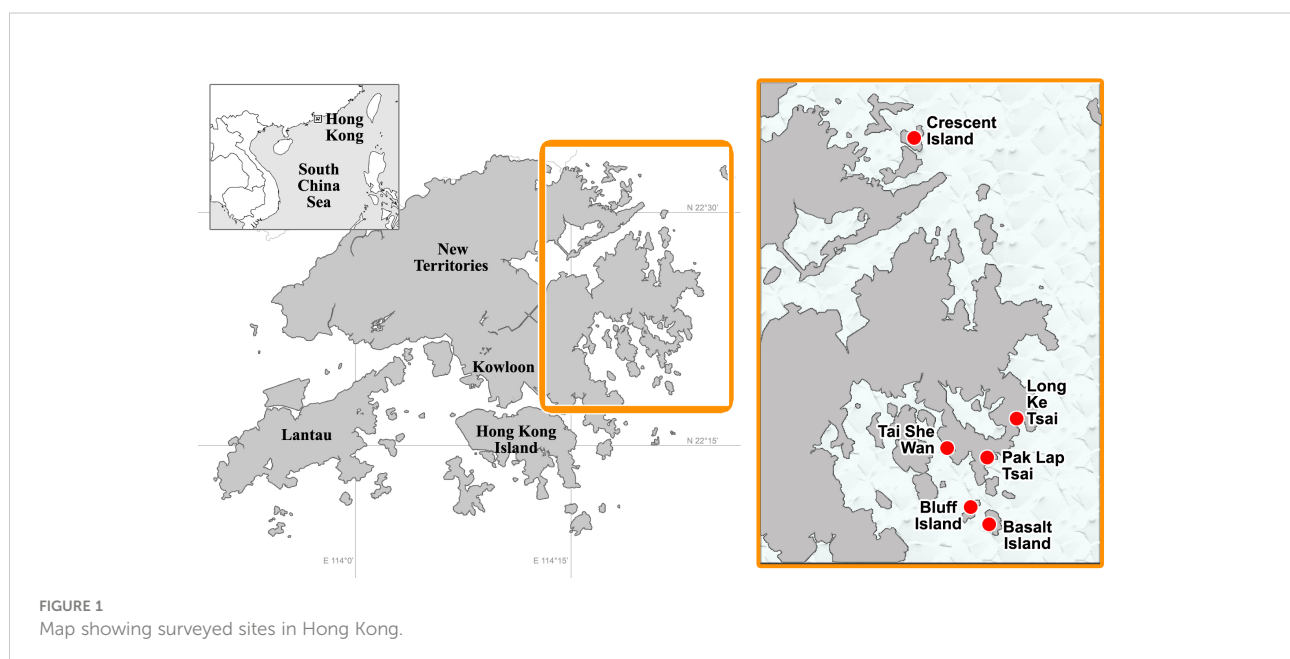 Hong
Kong
South
China
Sea
New
Territories
N 22°30'
Kowloon
Lantau
Hong Kong
Island
N 22°15'
E 114°0'
E 114°15'
Crescent
Island
Long
Ke
Tsai
Tai She
Wan
Pak Lap
Tsai
Bluff
Island
Basalt
Island
FIGURE 1
Map showing surveyed sites in Hong Kong.